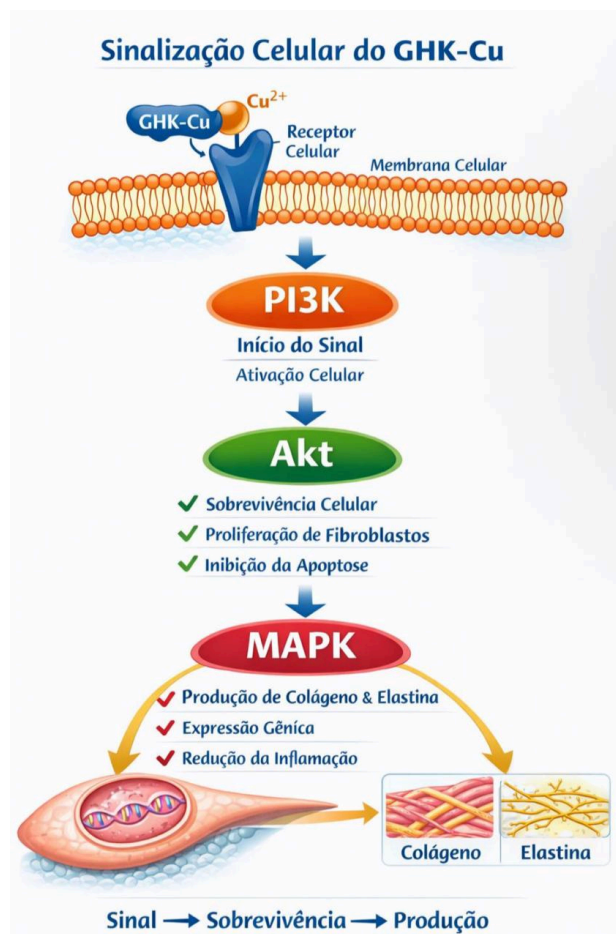 Sinalização Celular do GHK-Cu
Cu2+
GHK-Cu
Receptor
Celular
Membrana Celular
PI3K
Início do Sinal
Ativação Celular
Akt
Sobrevivência Celular
Proliferação de Fibroblastos
Inibição da Apoptose
MAPK
Produção de Colágeno & Elastina
Expressão Gênica
Redução da Inflamação
Colágeno
Elastina
Sinal → Sobrevivência → Produção